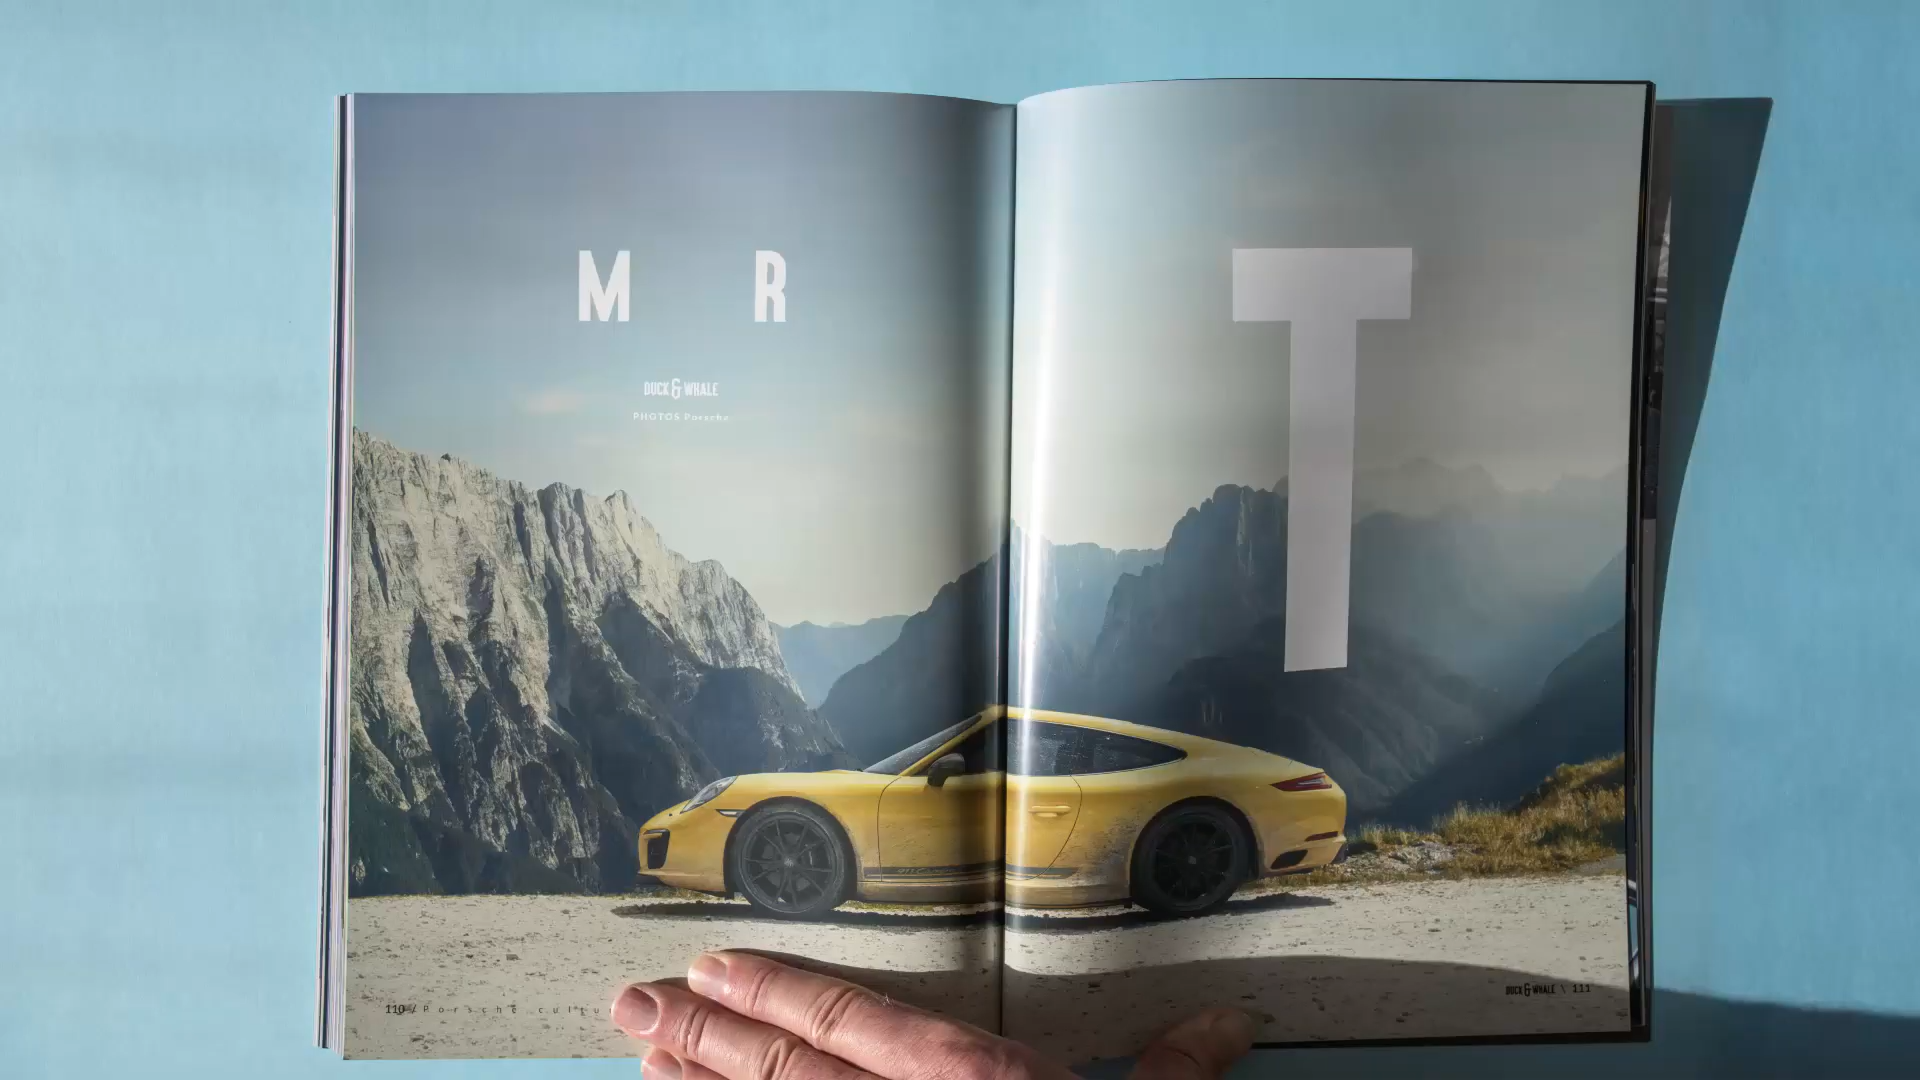 M R
T
DUCK & WHALE
PHOTOS Porsche
110 / Porsche cultu
DUCK & WHALE \ 111